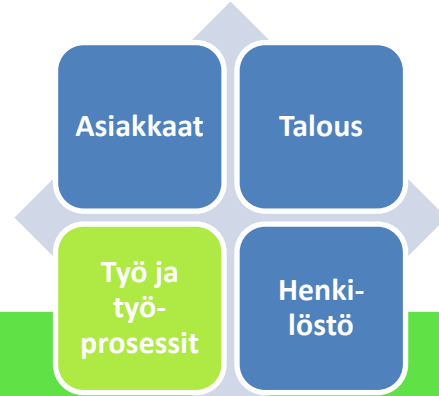 Asiakkaat
Talous
Työ ja
työ-
prosessit
Henki-
löstö